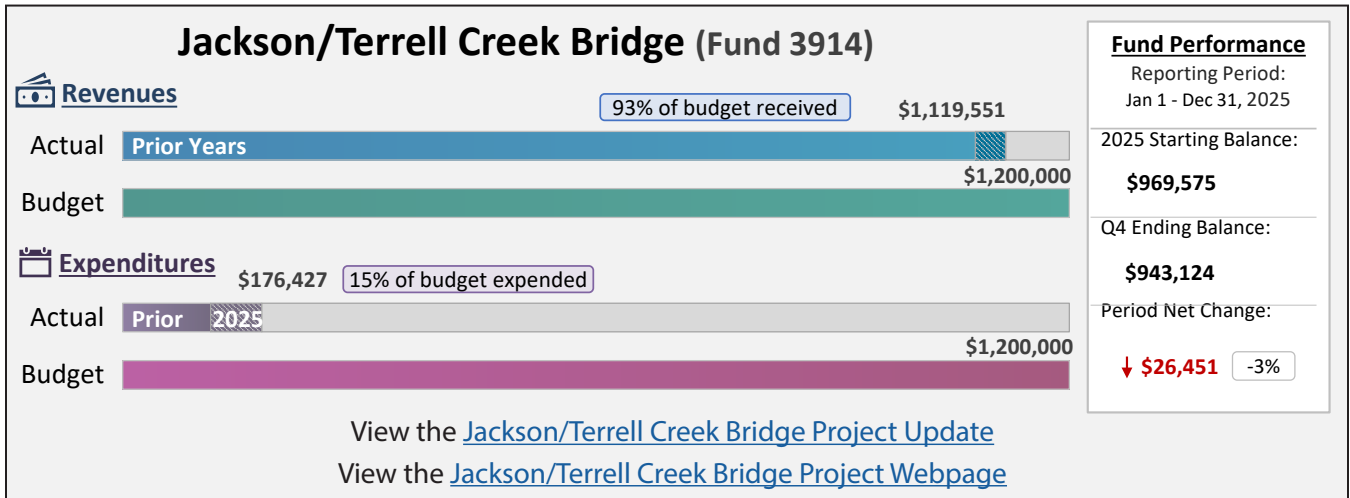 Jackson/Terrell Creek Bridge (Fund 3914)
Revenues
93% of budget received
$1,119,551
Actual
Prior Years
$1,200,000
Budget
Expenditures
$176,427
15% of budget expended
Actual
Prior
2025
$1,200,000
Budget
View the Jackson/Terrell Creek Bridge Project Update
View the Jackson/Terrell Creek Bridge Project Webpage
Fund Performance
Reporting Period:
Jan 1 - Dec 31, 2025
2025 Starting Balance:
$969,575
Q4 Ending Balance:
$943,124
Period Net Change:
↓ $26,451 -3%